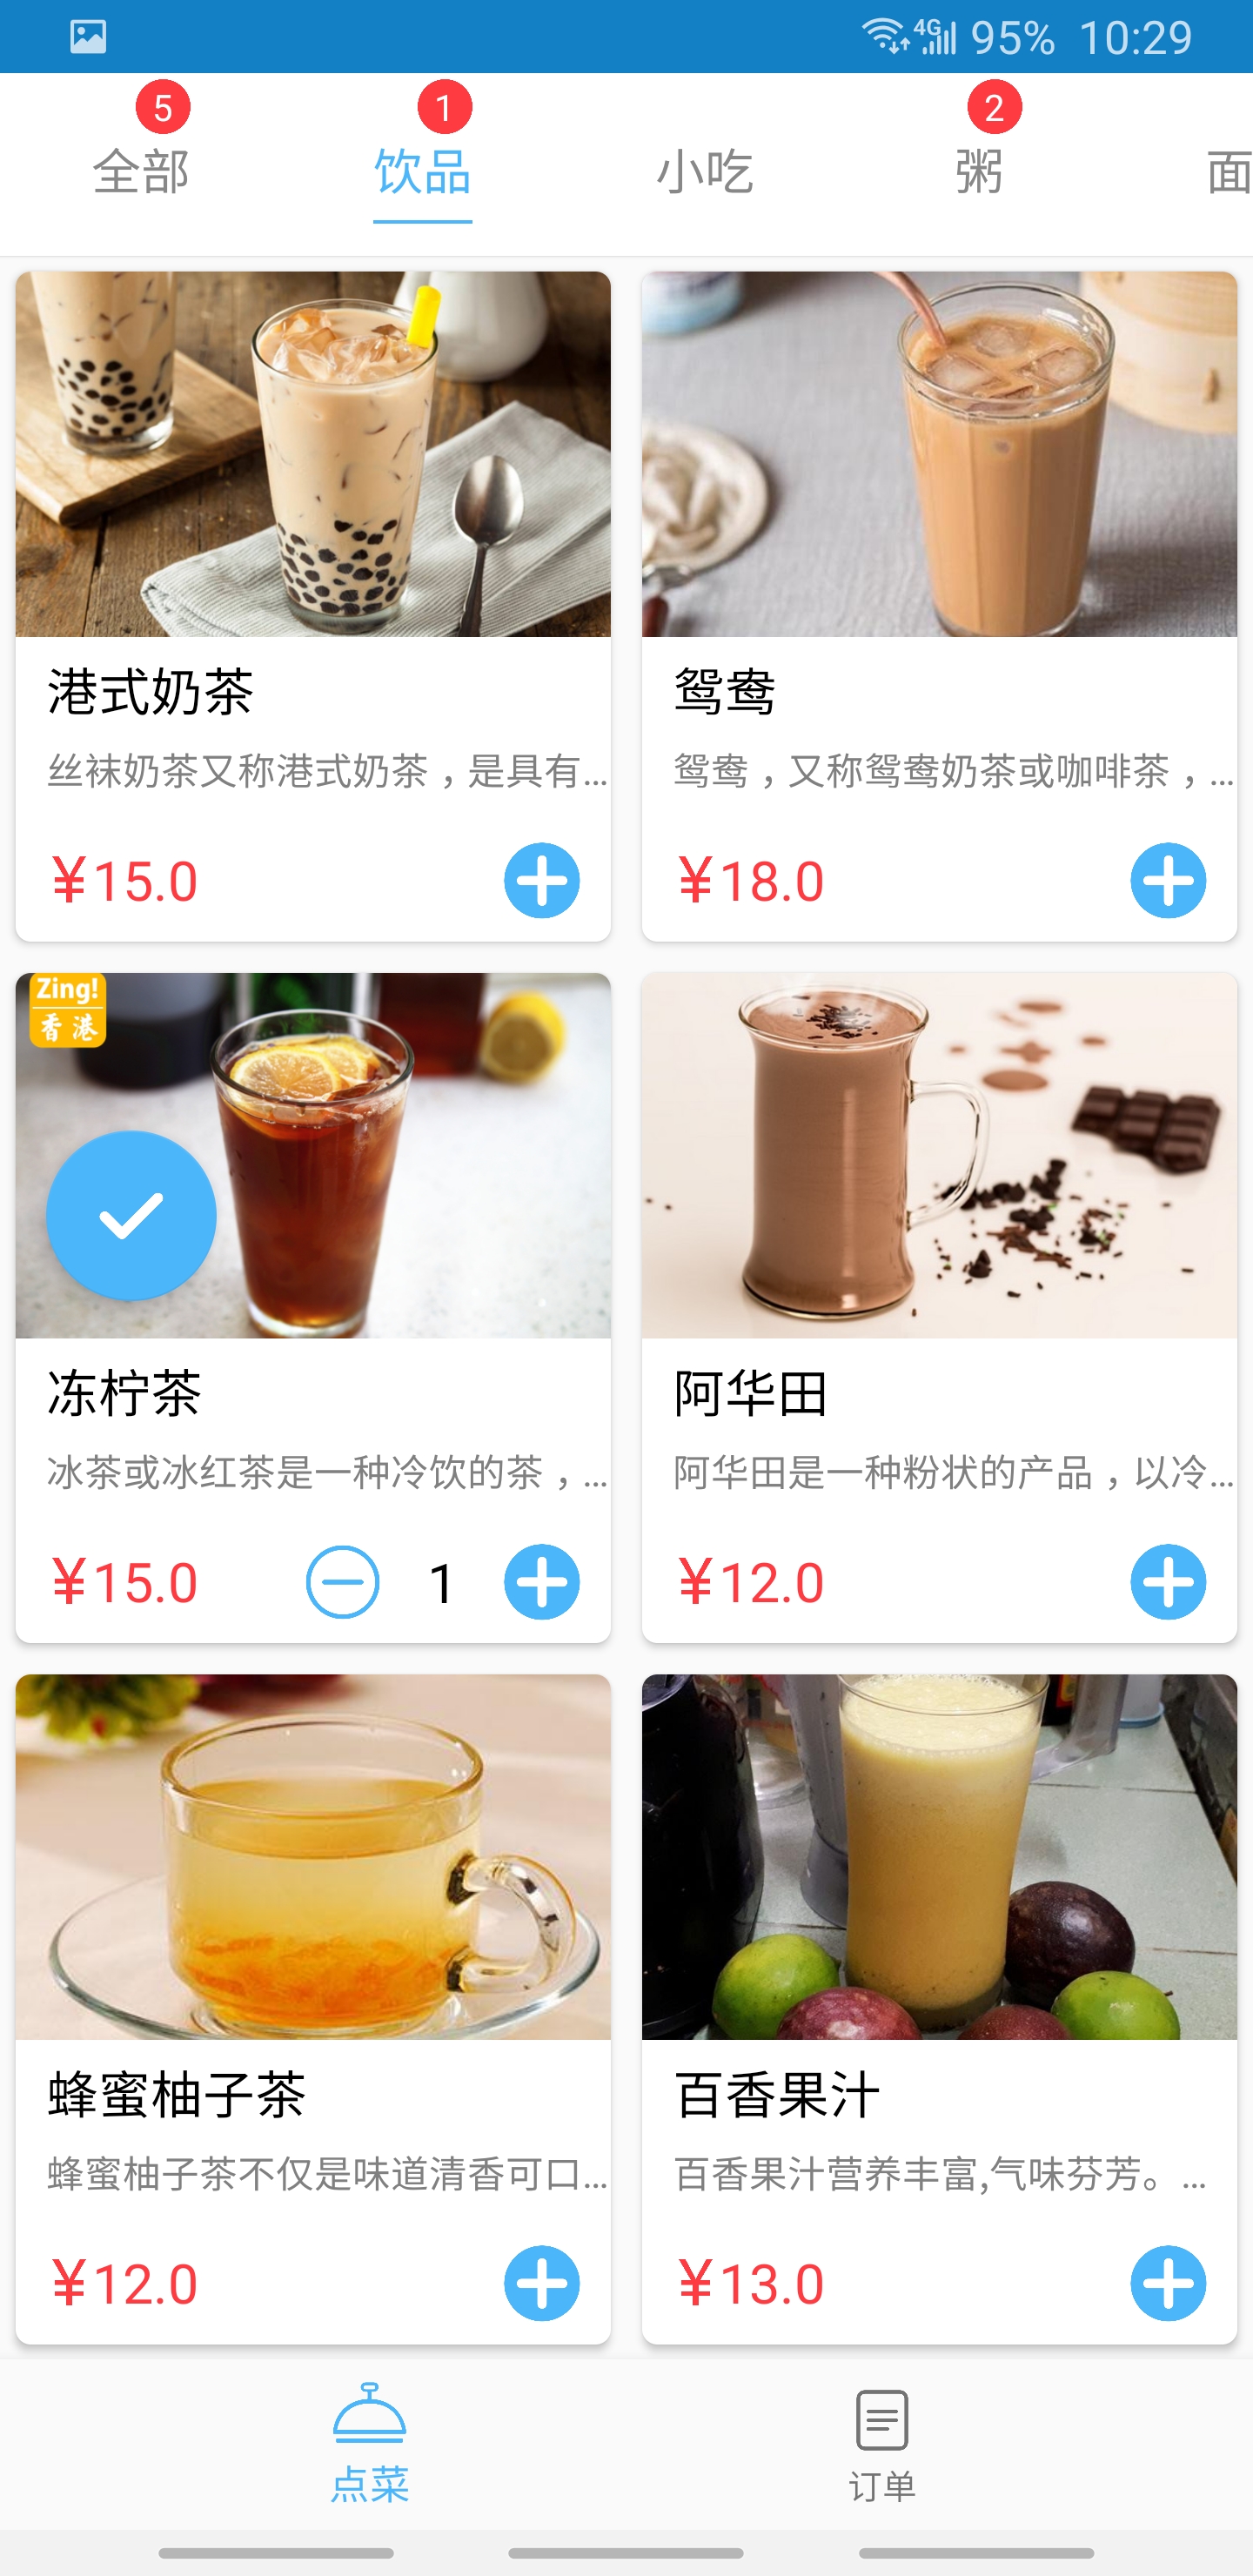 4G 95% 10:29
5 1 2
全部 饮品 小吃 粥 面
港式奶茶
丝袜奶茶又称港式奶茶，是具有...
¥15.0
鸳鸯
鸳鸯，又称鸳鸯奶茶或咖啡茶，...
¥18.0
Zing!
香港
冻柠茶
冰茶或冰红茶是一种冷饮的茶，...
¥15.0 1
阿华田
阿华田是一种粉状的产品，以冷...
¥12.0
蜂蜜柚子茶
蜂蜜柚子茶不仅是味道清香可口...
¥12.0
百香果汁
百香果汁营养丰富,气味芬芳。...
¥13.0
点菜 订单